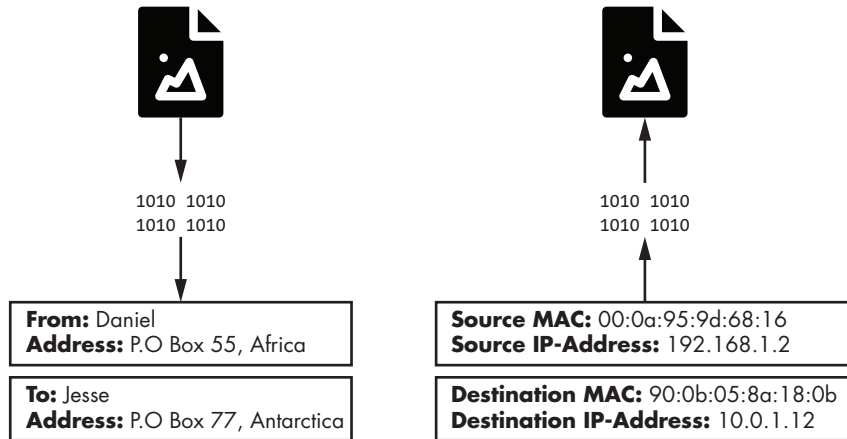 1010 1010
1010 1010
From: Daniel
Address: P.O Box 55, Africa
To: Jesse
Address: P.O Box 77, Antarctica
1010 1010
1010 1010
Source MAC: 00:0a:95:9d:68:16
Source IP-Address: 192.168.1.2
Destination MAC: 90:0b:05:8a:18:0b
Destination IP-Address: 10.0.1.12